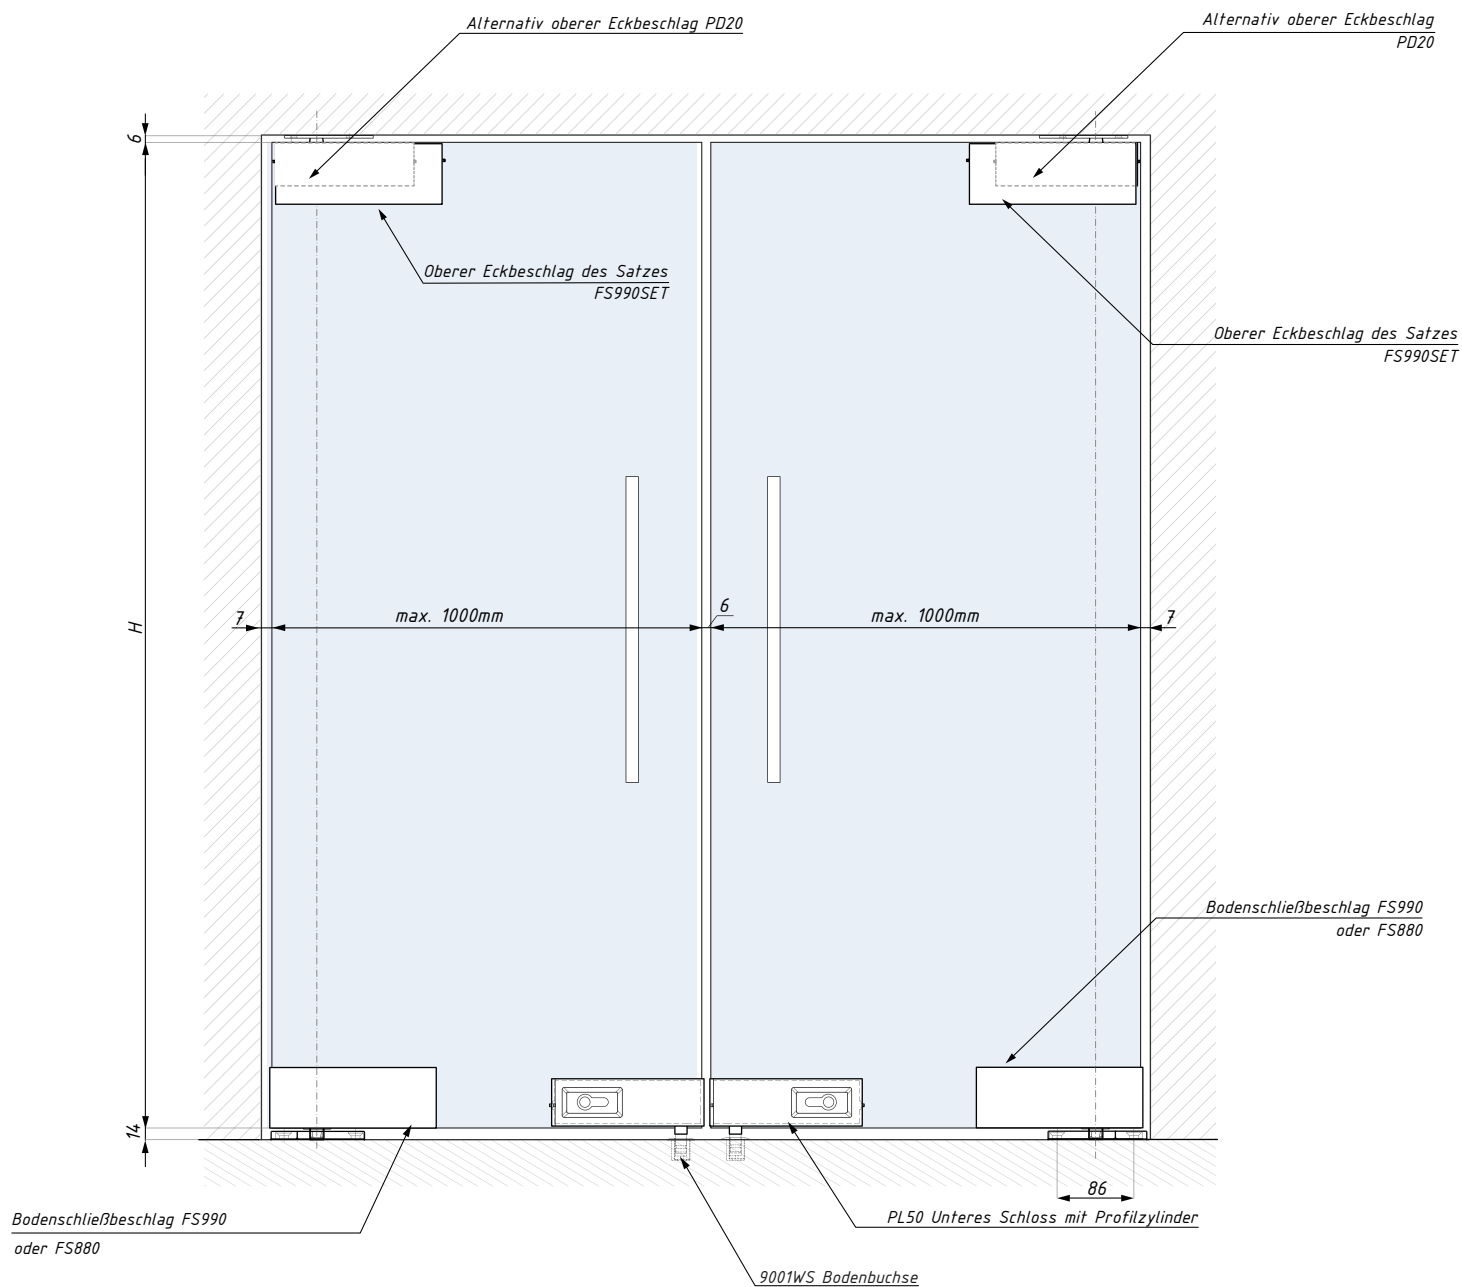 Alternativ oberer Eckbeschlag PD20
Alternativ oberer Eckbeschlag
PD20
6
Oberer Eckbeschlag des Satzes
FS990SET
Oberer Eckbeschlag des Satzes
FS990SET
H
7
max. 1000mm
6
max. 1000mm
7
Bodenschließbeschlag FS990
oder FS880
14
86
Bodenschließbeschlag FS990
oder FS880
PL50 Unteres Schloss mit Profilzylinder
9001WS Bodenbuchse